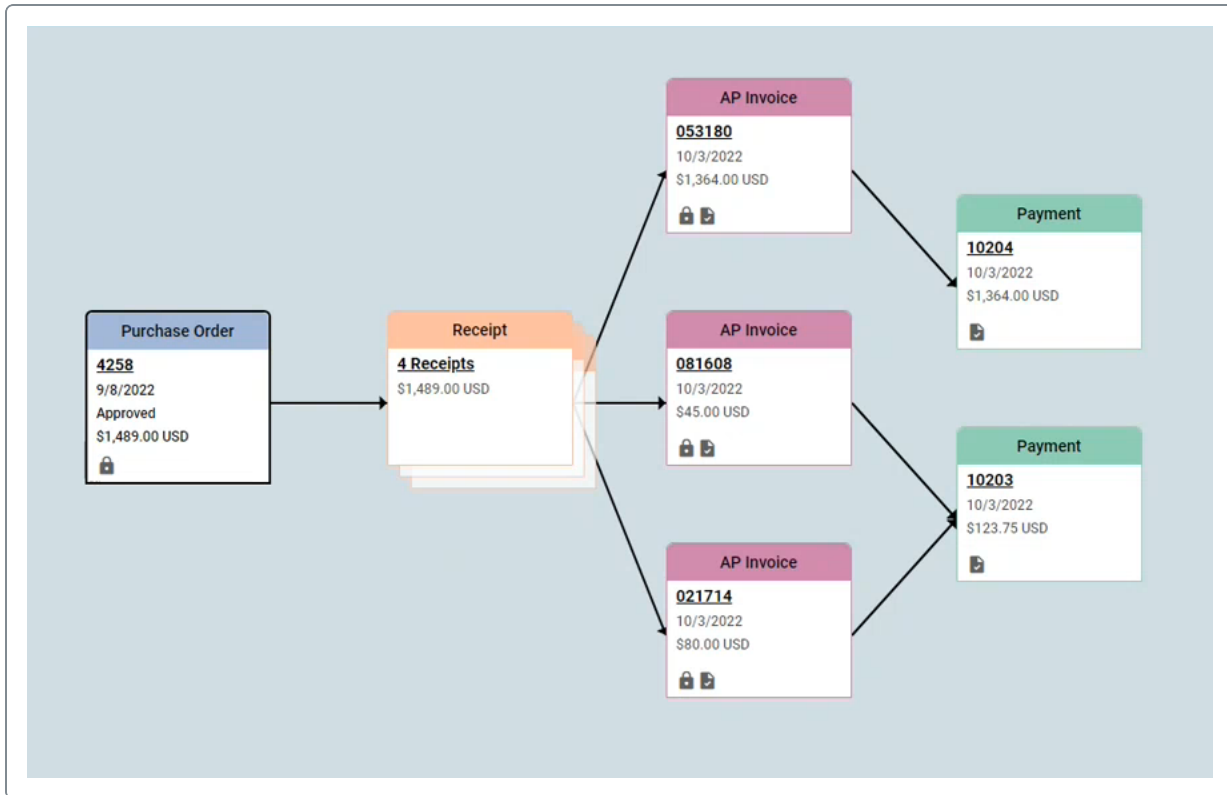 Purchase Order
4258
9/8/2022
Approved
$1,489.00 USD
Receipt
4 Receipts
$1,489.00 USD
AP Invoice
053180
10/3/2022
$1,364.00 USD
AP Invoice
081608
10/3/2022
$45.00 USD
AP Invoice
021714
10/3/2022
$80.00 USD
Payment
10204
10/3/2022
$1,364.00 USD
Payment
10203
10/3/2022
$123.75 USD